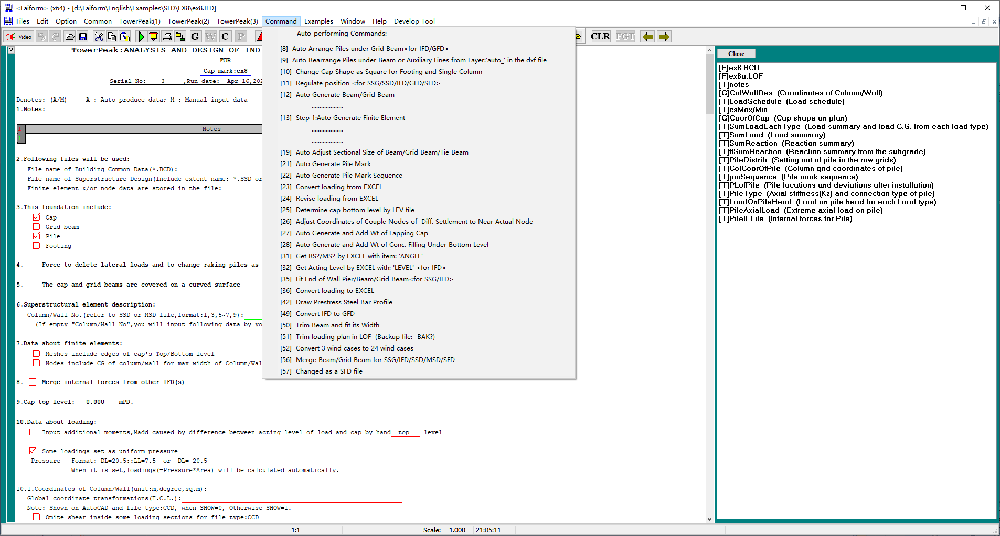 <Laiform> (x64) - [d:\Laiform\English\Examples\SFD\EX8\ex8.IFD]
Files Edit Option Common TowerPeak(1) TowerPeak(2) TowerPeak(3) Command Examples Window Help Develop Tool
Video G W C P CLR FGT
TowerPeak:ANALYSIS AND DESIGN OF IND
FOR
Cap mark:ex8
Serial No: 3 ,Run date: Apr 16,202
Denotes: (A/M)-----A : Auto produce data; M : Manual input data
1.Notes:
1 Notes
2.Following files will be used:
File name of Building Common Data(*.BCD):
File name of Superstructure Design(Include extent name: *.SSD or
Finite element &/or node data are stored in the file:
3.This foundation include:
Cap
Grid beam
Pile
Footing
4. Force to delete lateral loads and to change raking piles as
5. The cap and grid beams are covered on a curved surface
6.Superstructural element description:
Column/Wall No.(refer to SSD or MSD file,format:1,3,5~7,9):
(If empty "Column/Wall No",you will input following data by yo
7.Data about finite elements:
Meshes include edges of cap's Top/Bottom level
Nodes include CG of column/wall for max width of Column/Wal
8. Merge internal forces from other IFD(s)
9.Cap top level: 0.000 mPD.
10.Data about loading:
Input additional moments,Madd caused by difference between acting level of load and cap by hand top level
Some loadings set as uniform pressure
Pressure---Format: DL=20.5::LL=7.5 or DL=-20.5
When it is set,loadings(=Pressure*Area) will be calculated automatically.
10.1.Coordinates of Column/Wall(unit:m,degree,sq.m):
Global coordinate transformations(T.C.L.):
Note: Shown on AutoCAD and file type:CCD, when SHOW=0, Otherwise SHOW=1.
Omite shear inside some loading sections for file type:CCD
Auto-performing Commands:
[8] Auto Arrange Piles under Grid Beam<for IFD/GFD>
[9] Auto Rearrange Piles under Beam or Auxiliary Lines from Layer:'auto_' in the dxf file
[10] Change Cap Shape as Square for Footing and Single Column
[11] Regulate position <for SSG/SSD/IFD/GFD/SFD>
[12] Auto Generate Beam/Grid Beam
....................
[13] Step 1:Auto Generate Finite Element
....................
....................
[19] Auto Adjust Sectional Size of Beam/Grid Beam/Tie Beam
[21] Auto Generate Pile Mark
[22] Auto Generate Pile Mark Sequence
[23] Convert loading from EXCEL
[24] Revise loading from EXCEL
[25] Determine cap bottom level by LEV file
[26] Adjust Coordinates of Couple Nodes of Diff. Settlement to Near Actual Node
[27] Auto Generate and Add Wt of Lapping Cap
[28] Auto Generate and Add Wt of Conc. Filling Under Bottom Level
[31] Get RS?/MS? by EXCEL with item: 'ANGLE'
[32] Get Acting Level by EXCEL with: 'LEVEL' <for IFD>
[35] Fit End of Wall Pier/Beam/Grid Beam<for SSG/IFD>
[36] Convert loading to EXCEL
[42] Draw Prestress Steel Bar Profile
[49] Convert IFD to GFD
[50] Trim Beam and fit its Width
[51] Trim loading plan in LOF (Backup file: -BAK?)
[52] Convert 3 wind cases to 24 wind cases
[56] Merge Beam/Grid Beam for SSG/IFD/SSD/MSD/SFD
[57] Changed as a SFD file
Close
[F]ex8.BCD
[F]ex8a.LOF
[T]notes
[G]ColWallDes (Coordinates of Column/Wall)
[T]LoadSchedule (Load schedule)
[T]csMax/Min
[G]CoorOfCap (Cap shape on plan)
[T]SumLoadEachType (Load summary and load C.G. from each load type)
[T]SumLoad (Load summary)
[T]SumReaction (Reaction summary)
[T]ftSumReaction (Reaction summary from the subgrade)
[T]PileDistrib (Setting out of pile in the row grids)
[T]ColCoorOfPile (Column grid coordinates of pile)
[T]pmSequence (Pile mark sequence)
[T]PLofPile (Pile locations and deviations after installation)
[T]PileType (Axial stiffness(Kz) and connection type of pile)
[T]LoadOnPileHead (Load on pile head for each Load type)
[T]PileAxialLoad (Extreme axial load on pile)
[T]PileIFFile (Internal forces for Pile)
1:1 Scale: 1.000 21:05:11